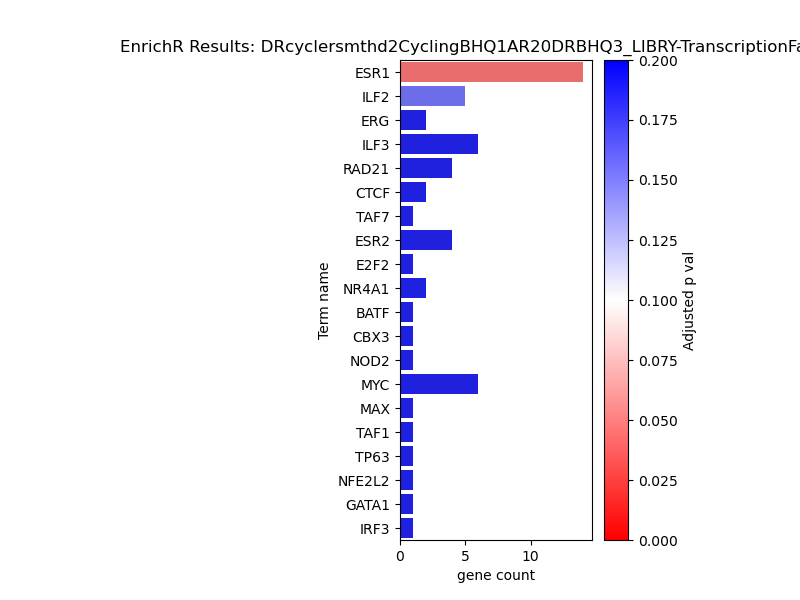 EnrichR Results: DRcyclersmthd2CyclingBHQ1AR20DRBHQ3_LIBRY-TranscriptionFa
ESR1
ILF2
ERG
ILF3
RAD21
CTCF
TAF7
ESR2
E2F2
NR4A1
BATF
CBX3
NOD2
MYC
MAX
TAF1
TP63
NFE2L2
GATA1
IRF3
Term name
0 5 10
gene count
0.200
0.175
0.150
0.125
0.100
0.075
0.050
0.025
0.000
Adjusted p val